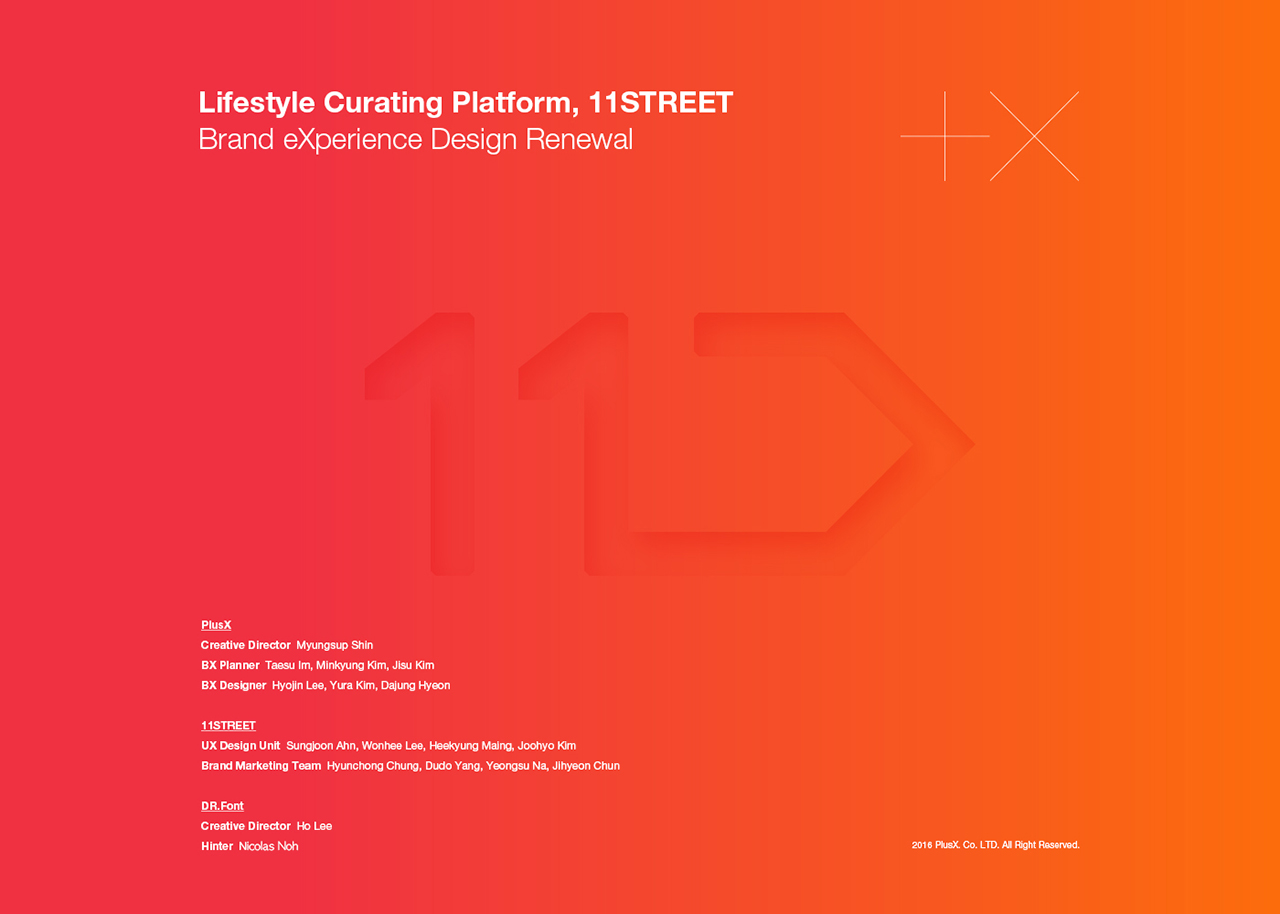 Lifestyle Curating Platform, 11STREET
Brand eXperience Design Renewal
11
PlusX
Creative Director Myungsup Shin
BX Planner Taesu Im, Minkyung Kim, Jisu Kim
BX Designer Hyojin Lee, Yura Kim, Dajung Hyeon
11STREET
UX Design Unit Sungjoon Ahn, Wonhee Lee, Heekyung Maing, Joohyo Kim
Brand Marketing Team Hyunchong Chung, Dudo Yang, Yeongsu Na, Jihyeon Chun
DR.Font
Creative Director Ho Lee
Hinter Nicolas Noh
2016 PlusX. Co. LTD. All Right Reserved.